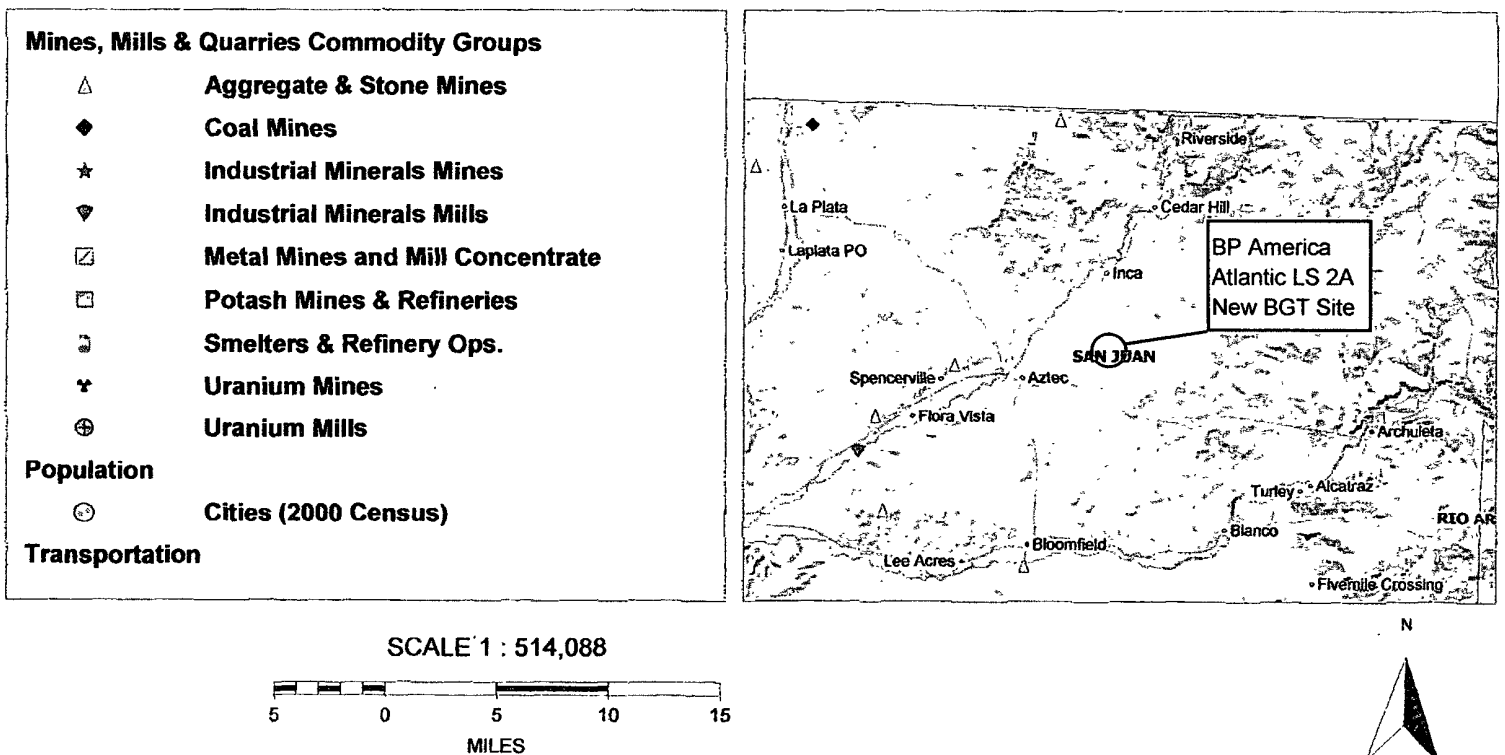 Mines, Mills & Quarries Commodity Groups
Aggregate & Stone Mines
Coal Mines
Industrial Minerals Mines
Industrial Minerals Mills
Metal Mines and Mill Concentrate
Potash Mines & Refineries
Smelters & Refinery Ops.
Uranium Mines
Uranium Mills
Population
Cities (2000 Census)
Transportation
Riverside
La Plata
Cedar Hill
Laplata PO
Inca
BP America
Atlantic LS 2A
New BGT Site
SAN JUAN
Spencerville
Aztec
Flora Vista
Archuleta
Turley
Alcatraz
RIO AR
Blanco
Bloomfield
Lee Acres
Fivemile Crossing
SCALE 1 : 514,088
5 0 5 10 15
MILES
N